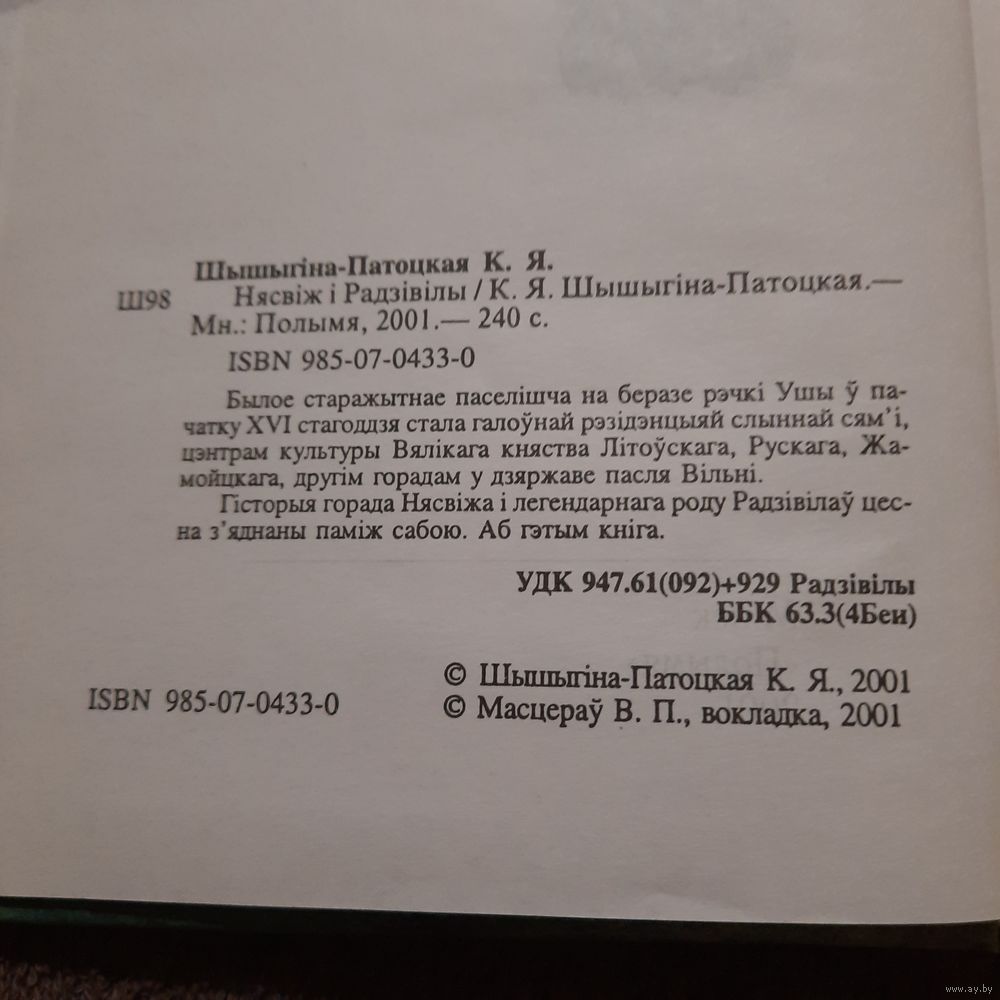 Шышыгіна-Патоцкая К. Я.
Ш98 Нясвіж і Радзівілы / К. Я. Шышыгіна-Патоцкая.—
Мн.: Полымя, 2001.— 240 с.
ISBN 985-07-0433-0
Былое старажытнае паселішча на беразе рэчкі Ушы ў па-
чатку XVI стагоддзя стала галоўнай рэзідэнцыяй слыннай сям’і,
цэнтрам культуры Вялікага княства Літоўскага, Рускага, Жа-
мойцкага, другім горадам у дзяржаве пасля Вільні.
Гісторыя горада Нясвіжа і легендарнага роду Радзівілаў цес-
на з’яднаны паміж сабою. Аб гэтым кніга.
УДК 947.61(092)+929 Радзівілы
ББК 63.3(4Беи)
ISBN 985-07-0433-0
© Шышыгіна-Патоцкая К. Я., 2001
© Масцераў В. П., вокладка, 2001
www.ay.by